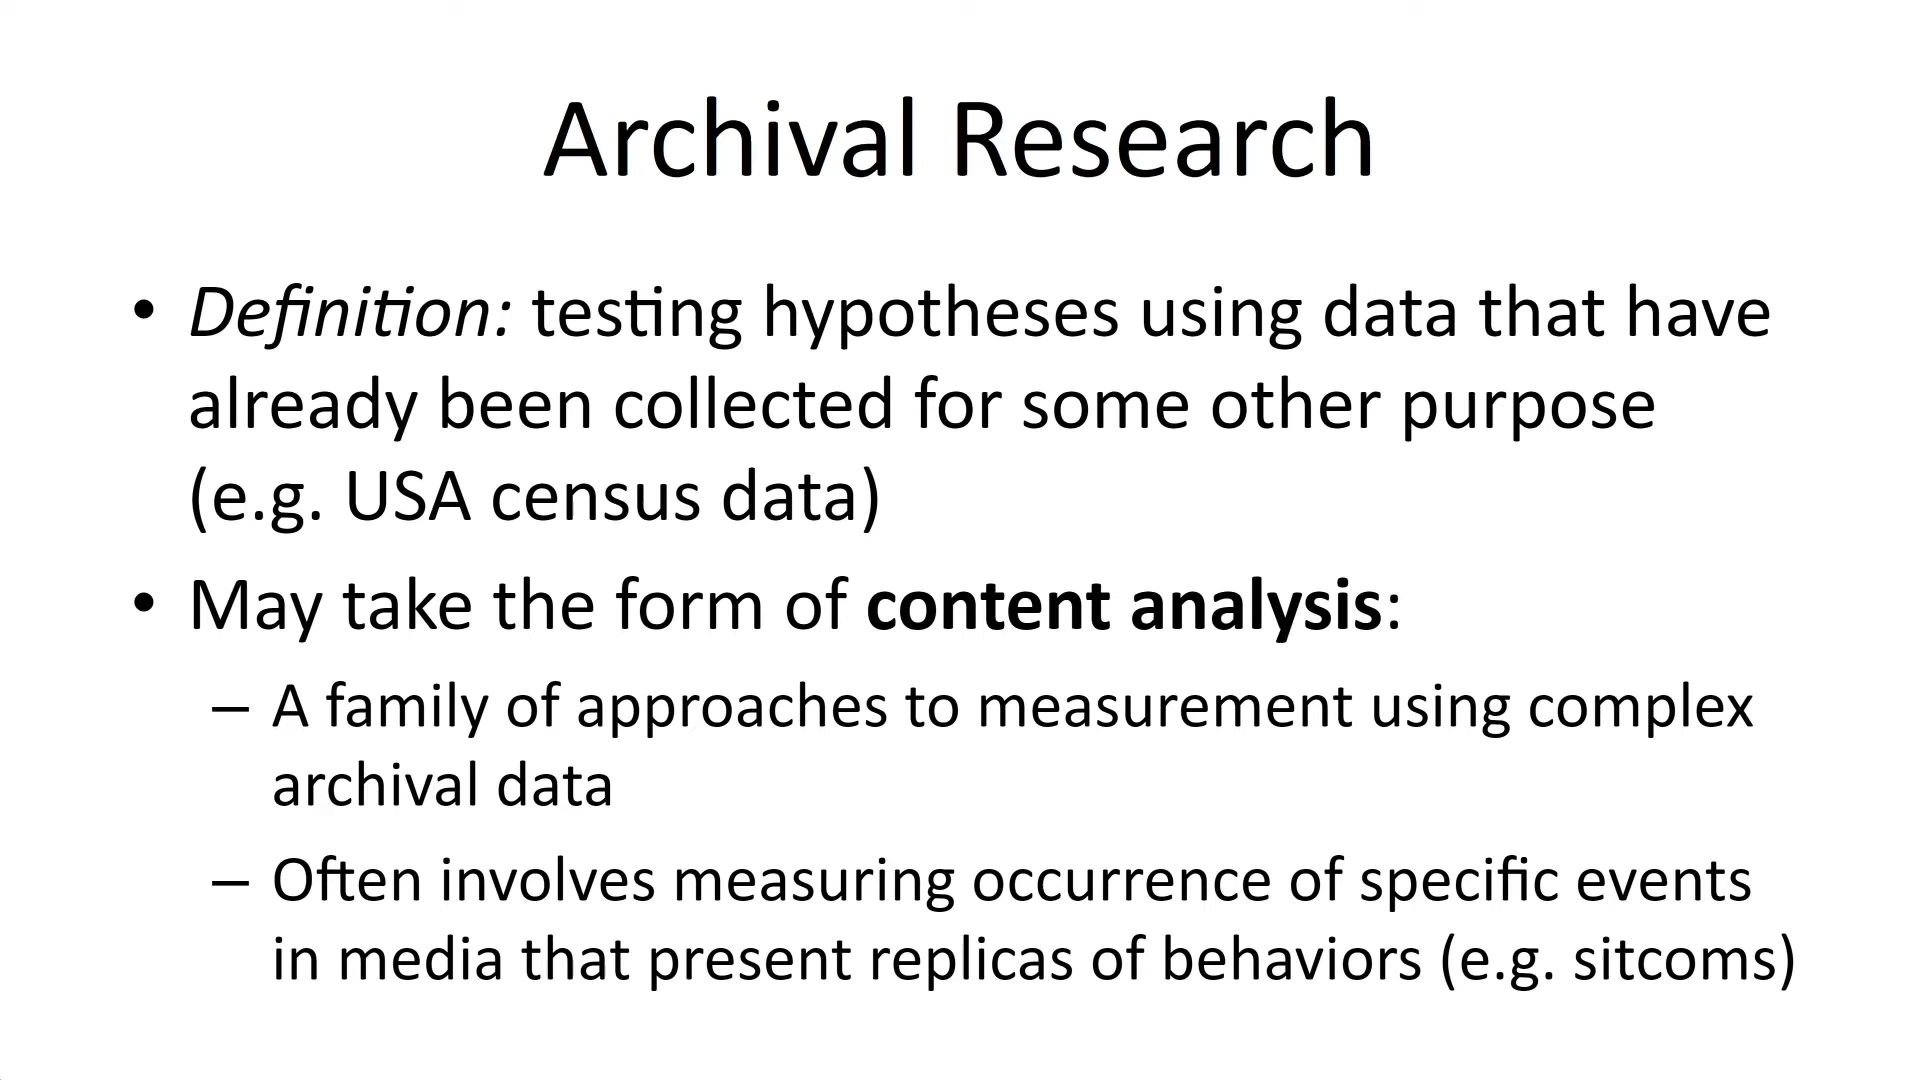 Archival Research
• Definition: testing hypotheses using data that have
already been collected for some other purpose
(e.g. USA census data)
• May take the form of content analysis:
– A family of approaches to measurement using complex
archival data
– Often involves measuring occurrence of specific events
in media that present replicas of behaviors (e.g. sitcoms)